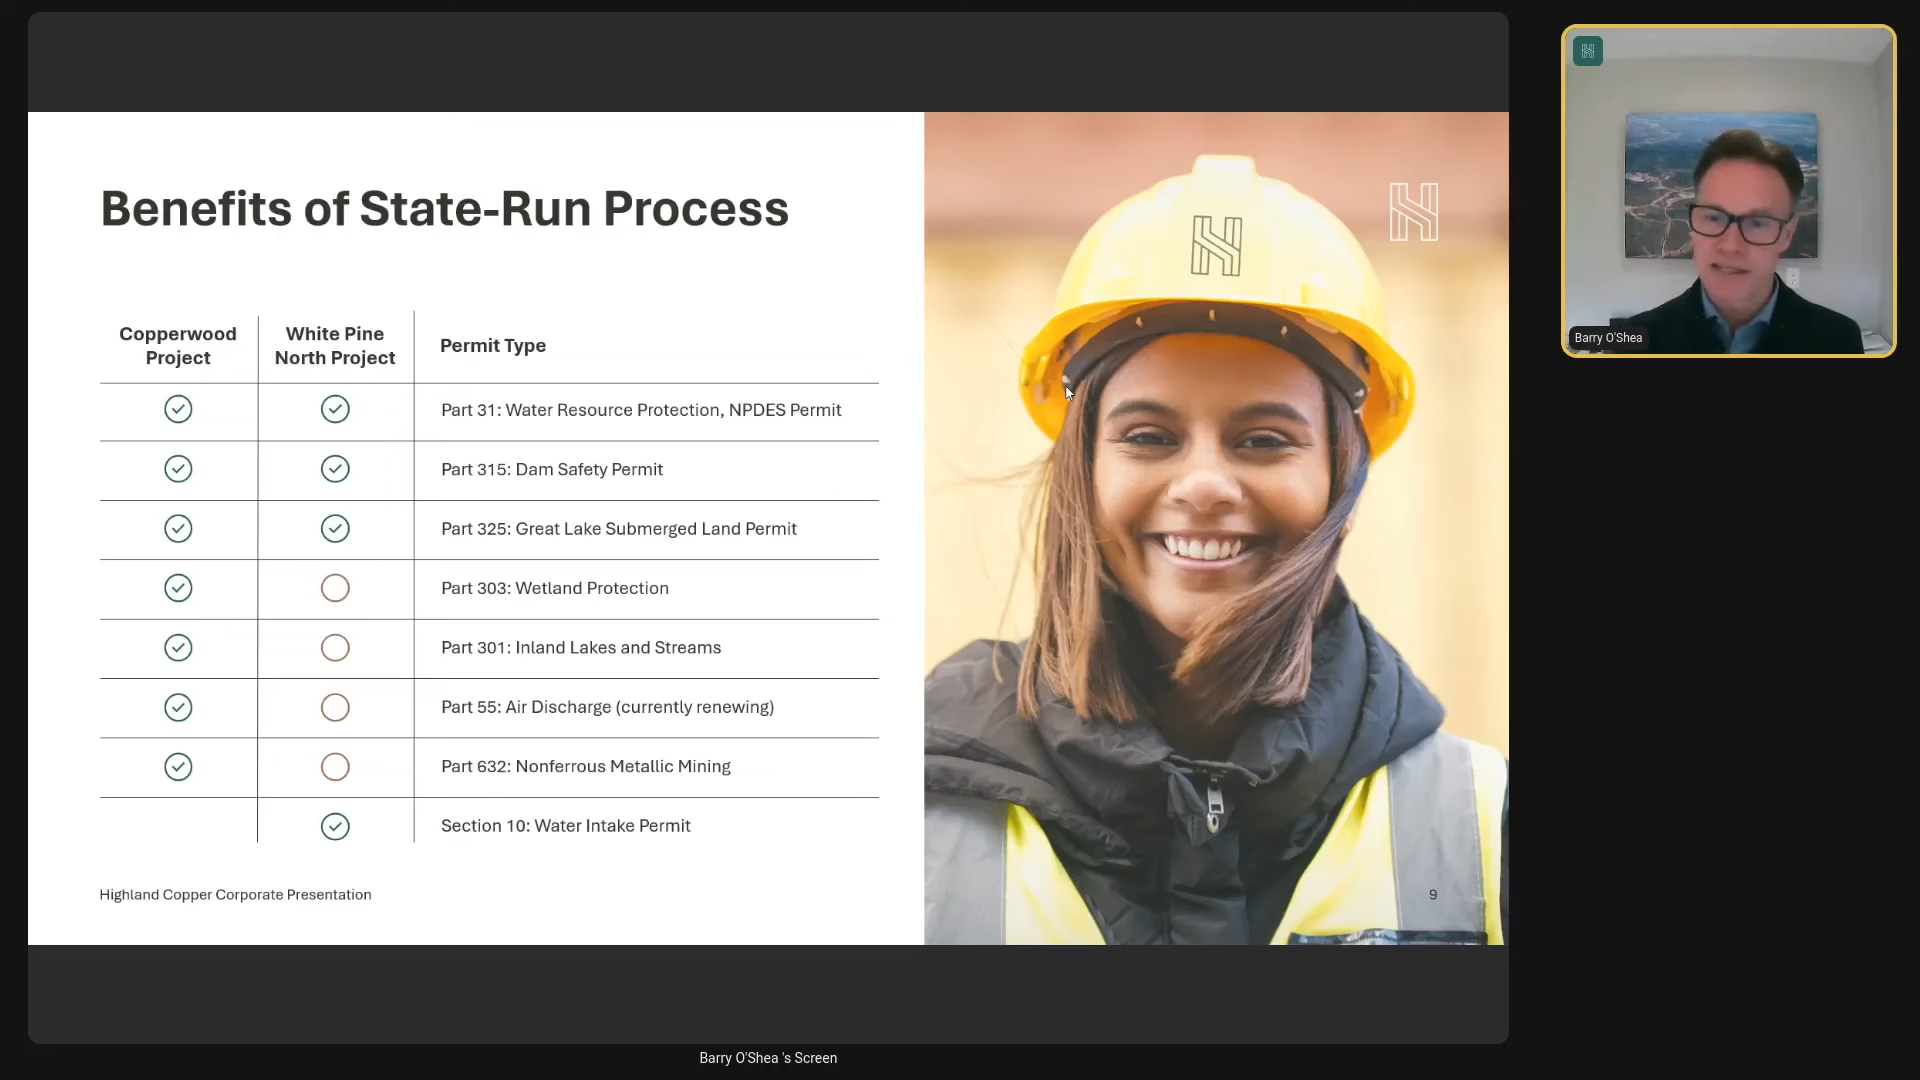 Benefits of State-Run Process
Copperwood
Project
White Pine
North Project
Permit Type
Part 31: Water Resource Protection, NPDES Permit
Part 315: Dam Safety Permit
Part 325: Great Lake Submerged Land Permit
Part 303: Wetland Protection
Part 301: Inland Lakes and Streams
Part 55: Air Discharge (currently renewing)
Part 632: Nonferrous Metallic Mining
Section 10: Water Intake Permit
Highland Copper Corporate Presentation
9
H
H
H
Barry O'Shea
Barry O'Shea 's Screen